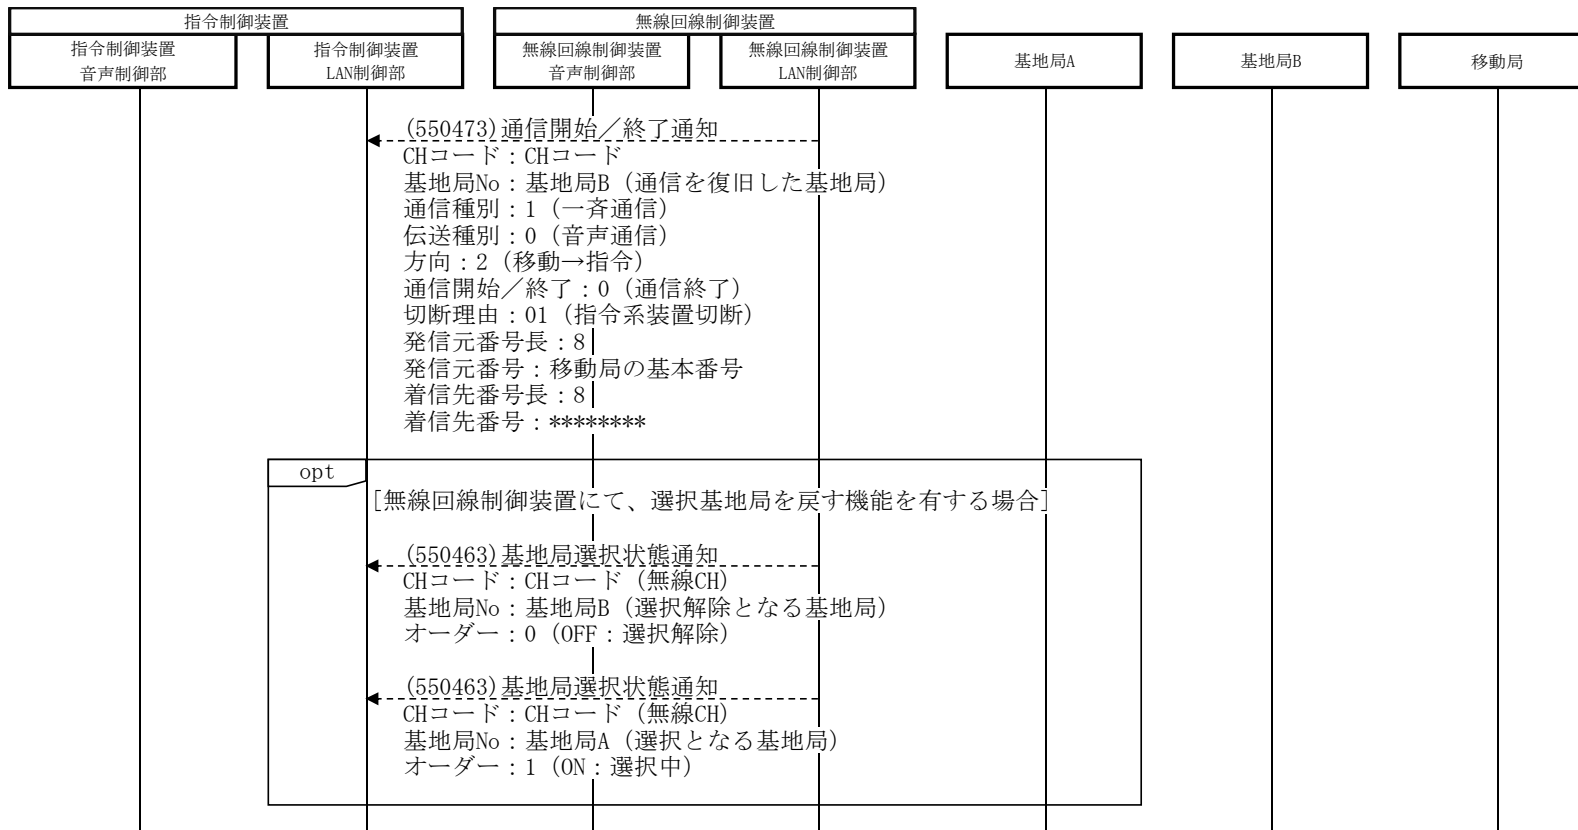 指令制御装置
無線回線制御装置
指令制御装置
音声制御部
指令制御装置
LAN制御部
無線回線制御装置
音声制御部
無線回線制御装置
LAN制御部
基地局A
基地局B
移動局
(550473)通信開始／終了通知
CHコード：CHコード
基地局No：基地局B（通信を復旧した基地局）
通信種別：1（一斉通信）
伝送種別：0（音声通信）
方向：2（移動→指令）
通信開始／終了：0（通信終了）
切断理由：01（指令系装置切断）
発信元番号長：8
発信元番号：移動局の基本番号
着信先番号長：8
着信先番号：********
opt
[無線回線制御装置にて、選択基地局を戻す機能を有する場合]
(550463)基地局選択状態通知
CHコード：CHコード（無線CH）
基地局No：基地局B（選択解除となる基地局）
オーダー：0（OFF：選択解除）
(550463)基地局選択状態通知
CHコード：CHコード（無線CH）
基地局No：基地局A（選択となる基地局）
オーダー：1（ON：選択中）